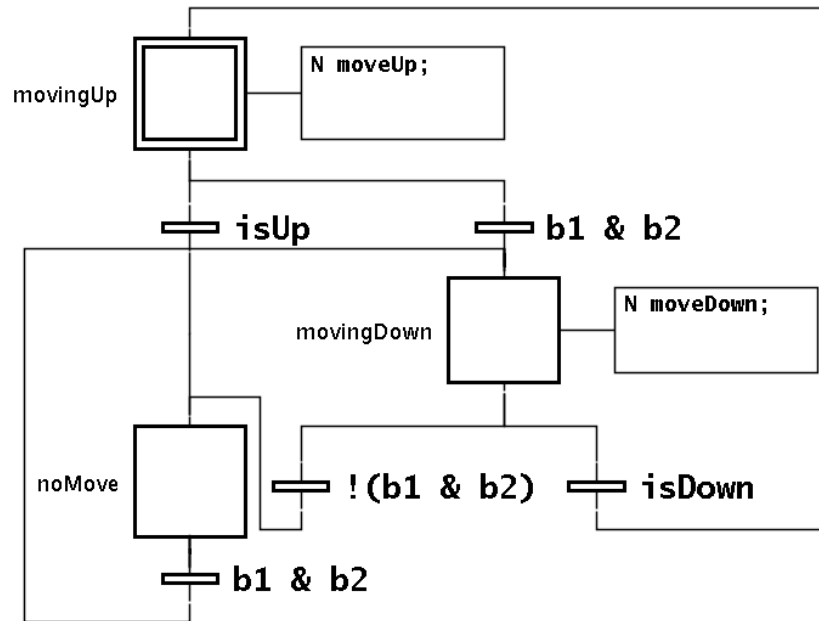 N moveUp;
movingUp
isUp
b1 & b2
N moveDown;
movingDown
noMove
!(b1 & b2)
isDown
b1 & b2